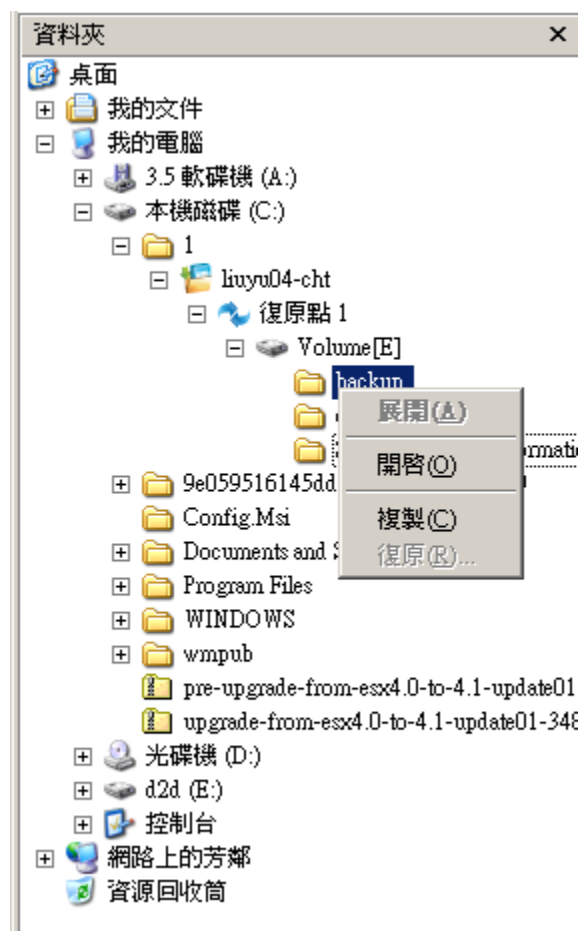 資料夾
桌面
我的文件
我的電腦
3.5 軟碟機 (A:)
本機磁碟 (C:)
1
liuyu04-cht
復原點 1
Volume[E]
backup
展開(A)
開啓(O)
9e059516145dd
複製(C)
Config.Msi
復原(R)...
Documents and
Program Files
WINDOWS
wmpub
pre-upgrade-from-esx4.0-to-4.1-update01
upgrade-from-esx4.0-to-4.1-update01-348
光碟機 (D:)
d2d (E:)
控制台
網路上的芳鄰
資源回收筒